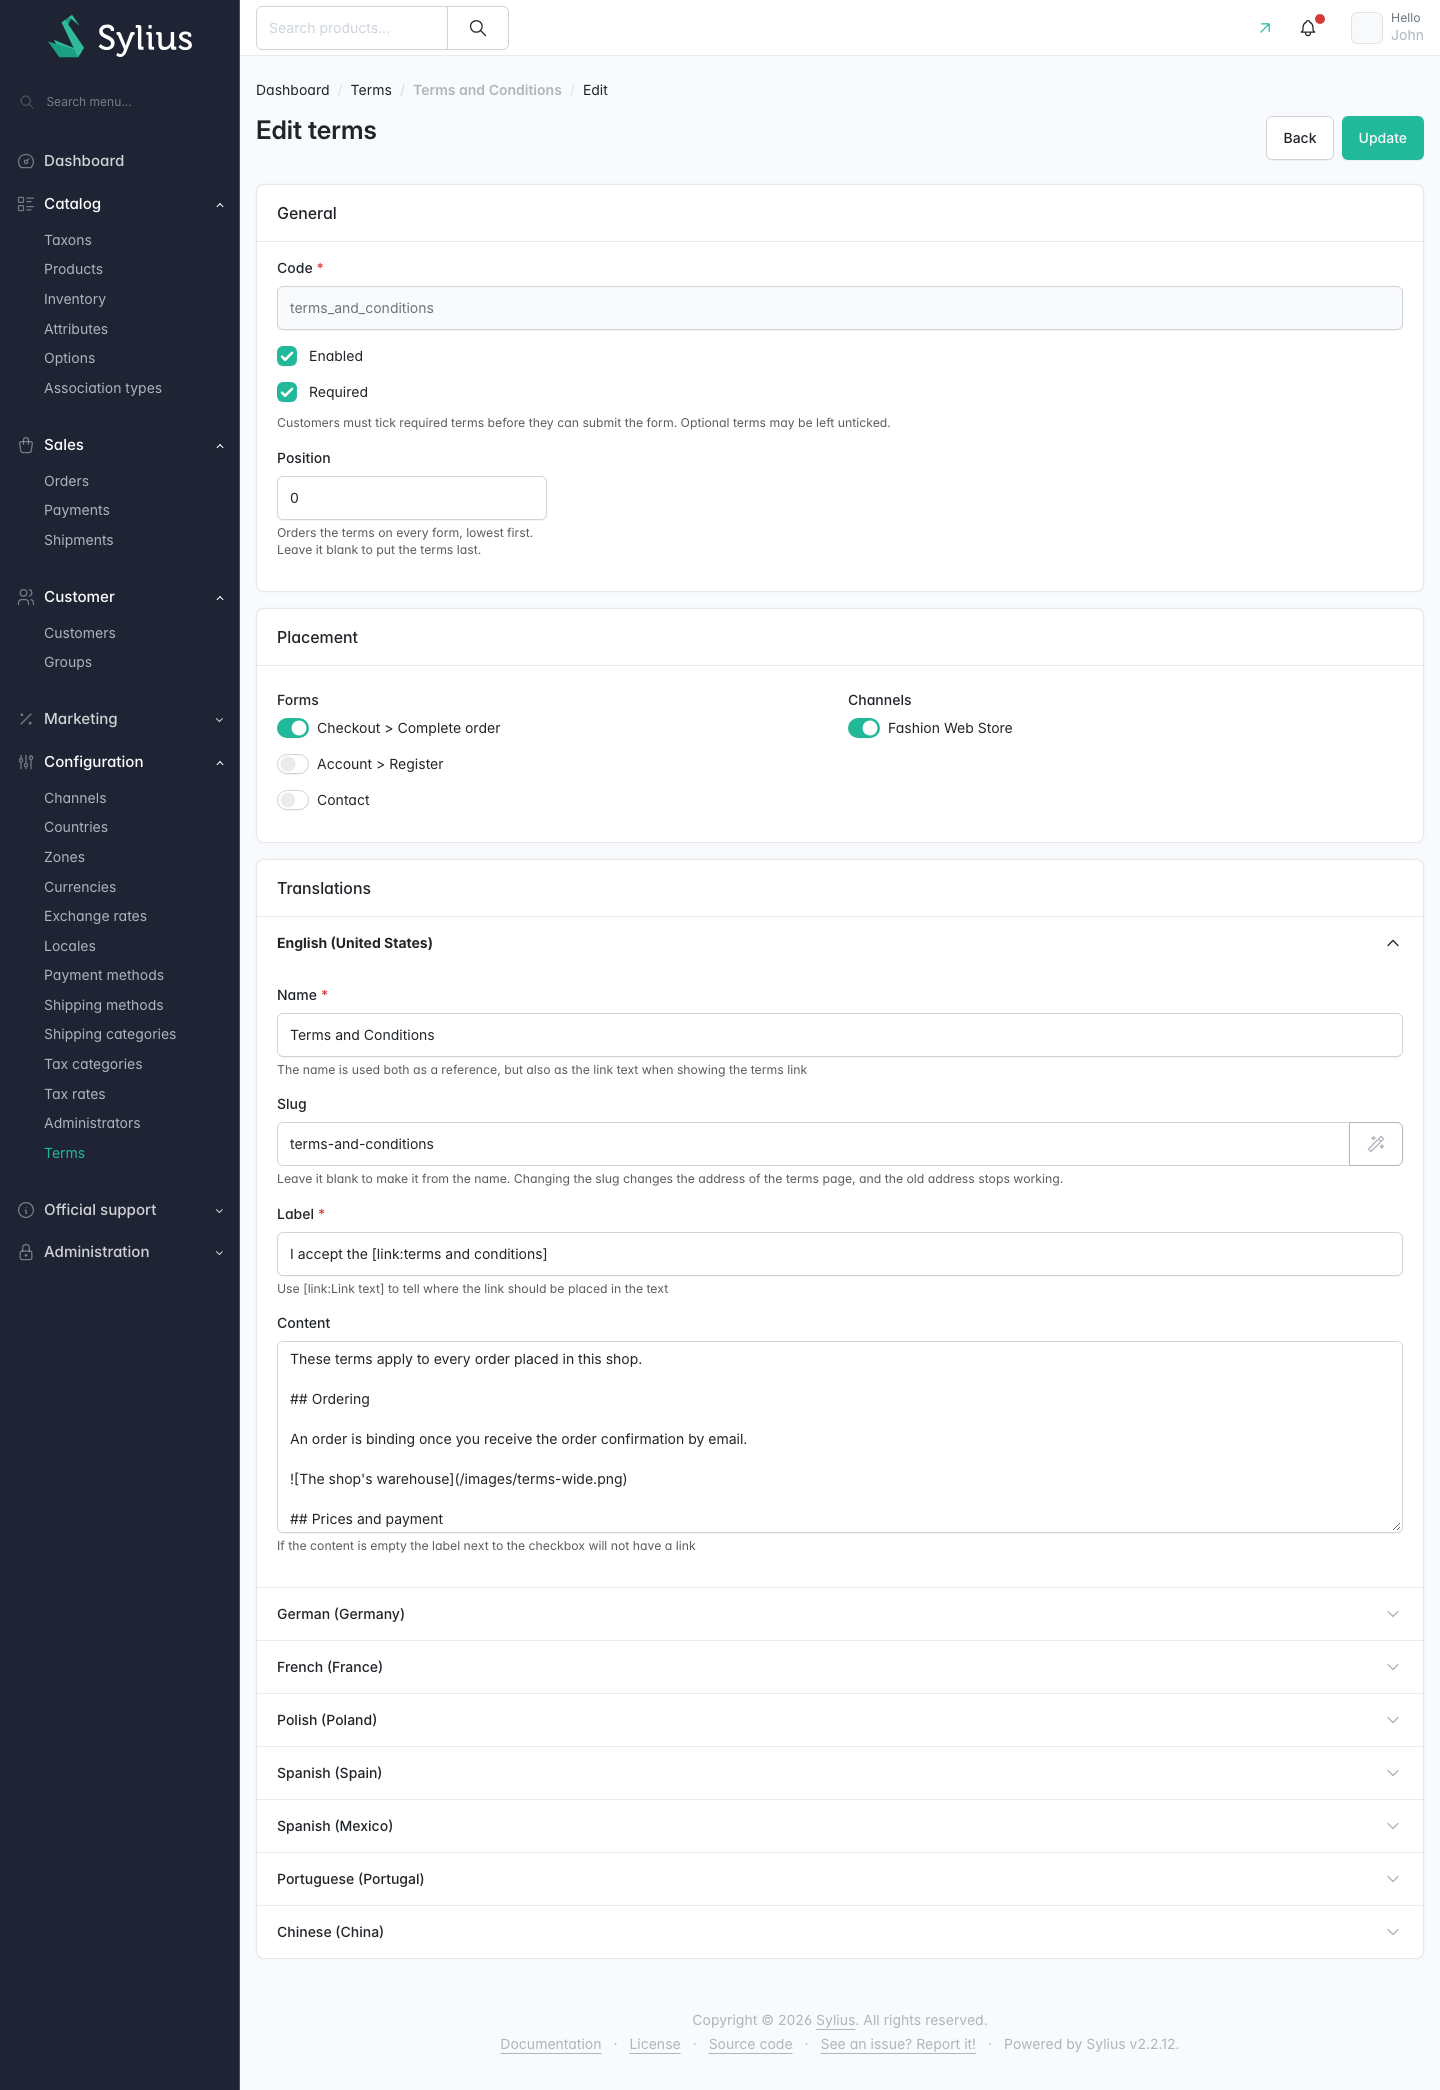 Sylius
Search products...
Hello
John
Search menu...
Dashboard / Terms / Terms and Conditions / Edit
Edit terms
Back
Update
Dashboard
Catalog
Taxons
Products
Inventory
Attributes
Options
Association types
Sales
Orders
Payments
Shipments
Customer
Customers
Groups
Marketing
Configuration
Channels
Countries
Zones
Currencies
Exchange rates
Locales
Payment methods
Shipping methods
Shipping categories
Tax categories
Tax rates
Administrators
Terms
Official support
Administration
General
Code *
terms_and_conditions
Enabled
Required
Customers must tick required terms before they can submit the form. Optional terms may be left unticked.
Position
0
Orders the terms on every form, lowest first.
Leave it blank to put the terms last.
Placement
Forms
Checkout > Complete order
Account > Register
Contact
Channels
Fashion Web Store
Translations
English (United States)
Name *
Terms and Conditions
The name is used both as a reference, but also as the link text when showing the terms link
Slug
terms-and-conditions
Leave it blank to make it from the name. Changing the slug changes the address of the terms page, and the old address stops working.
Label *
I accept the [link:terms and conditions]
Use [link:Link text] to tell where the link should be placed in the text
Content
These terms apply to every order placed in this shop.
## Ordering
An order is binding once you receive the order confirmation by email.
![The shop's warehouse](/images/terms-wide.png)
## Prices and payment
If the content is empty the label next to the checkbox will not have a link
German (Germany)
French (France)
Polish (Poland)
Spanish (Spain)
Spanish (Mexico)
Portuguese (Portugal)
Chinese (China)
Copyright © 2026 Sylius. All rights reserved.
Documentation · License · Source code · See an issue? Report it! · Powered by Sylius v2.2.12.